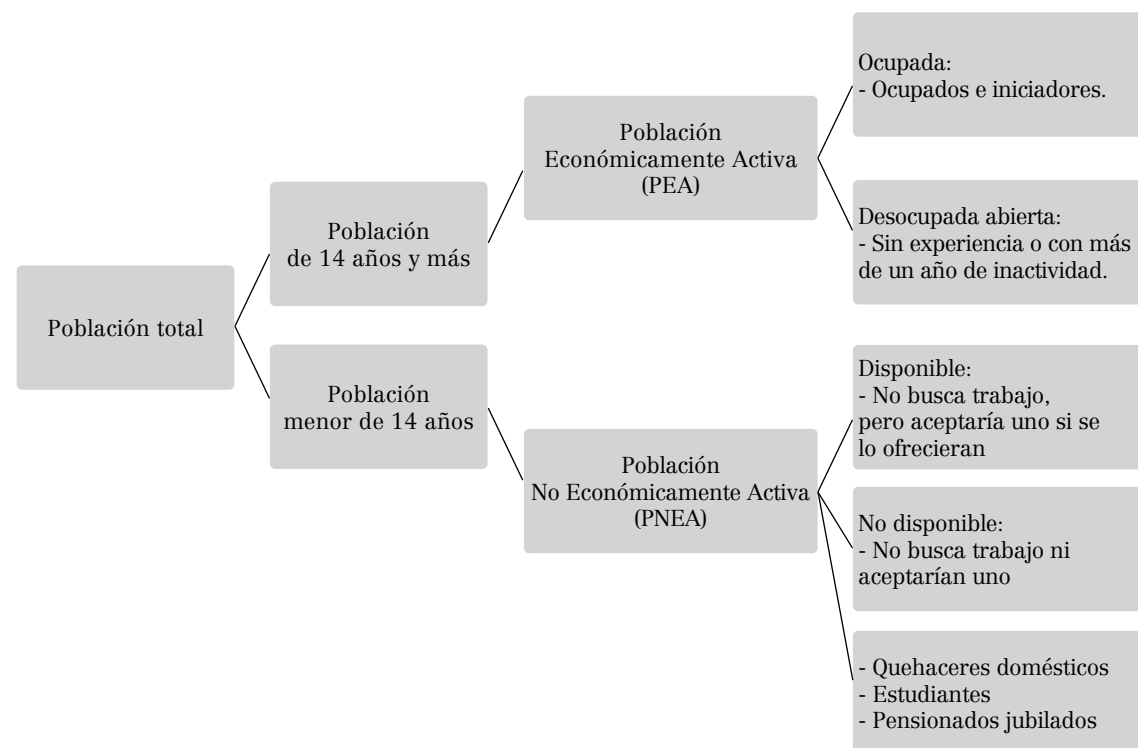 Población total
Población
de 14 años y más
Población
menor de 14 años
Población
Económicamente Activa
(PEA)
Población
No Económicamente Activa
(PNEA)
Ocupada:
- Ocupados e iniciadores.
Desocupada abierta:
- Sin experiencia o con más
de un año de inactividad.
Disponible:
- No busca trabajo,
pero aceptaría uno si se
lo ofrecieran
No disponible:
- No busca trabajo ni
aceptarían uno
- Quehaceres domésticos
- Estudiantes
- Pensionados jubilados